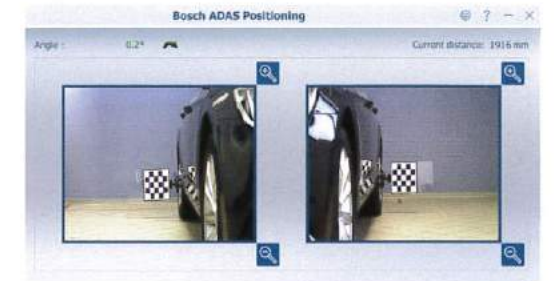 Bosch ADAS Positioning
? – ×
Angle : 0.2° Current distance: 1916 mm